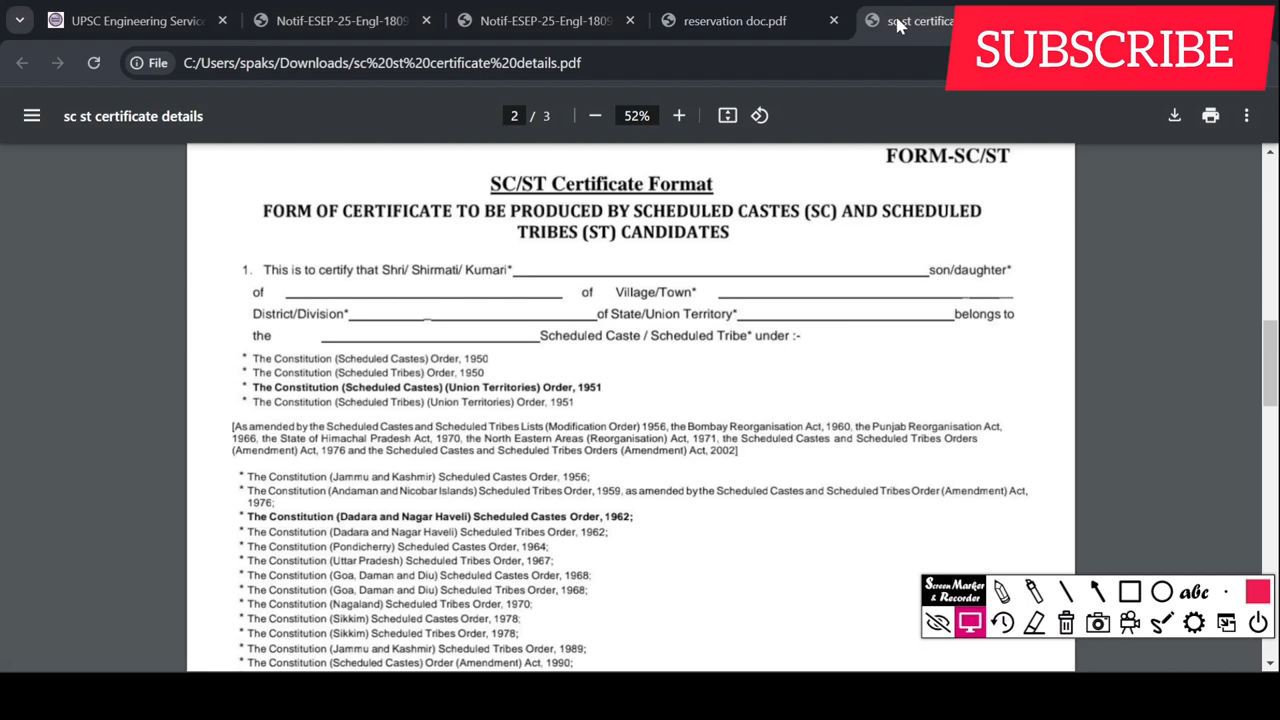 UPSC Engineering Servic
Notif-ESEP-25-Engl-1809
Notif-ESEP-25-Engl-1809
reservation doc.pdf
sc st certifica
SUBSCRIBE
File
C:/Users/spaks/Downloads/sc%20st%20certificate%20details.pdf
sc st certificate details
2 / 3
52%
FORM-SC/ST
SC/ST Certificate Format
FORM OF CERTIFICATE TO BE PRODUCED BY SCHEDULED CASTES (SC) AND SCHEDULED
TRIBES (ST) CANDIDATES
1. This is to certify that Shri/ Shirmati/ Kumari*____son/daughter*
of ____ of Village/Town* ____
District/Division*____of State/Union Territory*____belongs to
the ____Scheduled Caste / Scheduled Tribe* under :-
* The Constitution (Scheduled Castes) Order, 1950
* The Constitution (Scheduled Tribes) Order, 1950
* The Constitution (Scheduled Castes) (Union Territories) Order, 1951
* The Constitution (Scheduled Tribes) (Union Territories) Order, 1951
[As amended by the Scheduled Castes and Scheduled Tribes Lists (Modification Order) 1956, the Bombay Reorganisation Act, 1960, the Punjab Reorganisation Act,
1966, the State of Himachal Pradesh Act, 1970, the North Eastern Areas (Reorganisation) Act, 1971, the Scheduled Castes and Scheduled Tribes Orders
(Amendment) Act, 1976 and the Scheduled Castes and Scheduled Tribes Orders (Amendment) Act, 2002]
* The Constitution (Jammu and Kashmir) Scheduled Castes Order, 1956;
* The Constitution (Andaman and Nicobar Islands) Scheduled Tribes Order, 1959, as amended by the Scheduled Castes and Scheduled Tribes Order (Amendment) Act,
1976;
* The Constitution (Dadara and Nagar Haveli) Scheduled Castes Order, 1962;
* The Constitution (Dadara and Nagar Haveli) Scheduled Tribes Order, 1962;
* The Constitution (Pondicherry) Scheduled Castes Order, 1964;
* The Constitution (Uttar Pradesh) Scheduled Tribes Order, 1967;
* The Constitution (Goa, Daman and Diu) Scheduled Castes Order, 1968;
* The Constitution (Goa, Daman and Diu) Scheduled Tribes Order, 1968;
* The Constitution (Nagaland) Scheduled Tribes Order, 1970;
* The Constitution (Sikkim) Scheduled Castes Order, 1978;
* The Constitution (Sikkim) Scheduled Tribes Order, 1978;
* The Constitution (Jammu and Kashmir) Scheduled Tribes Order, 1989;
* The Constitution (Scheduled Castes) Order (Amendment) Act, 1990;
Screen Marker
& Recorder
abc